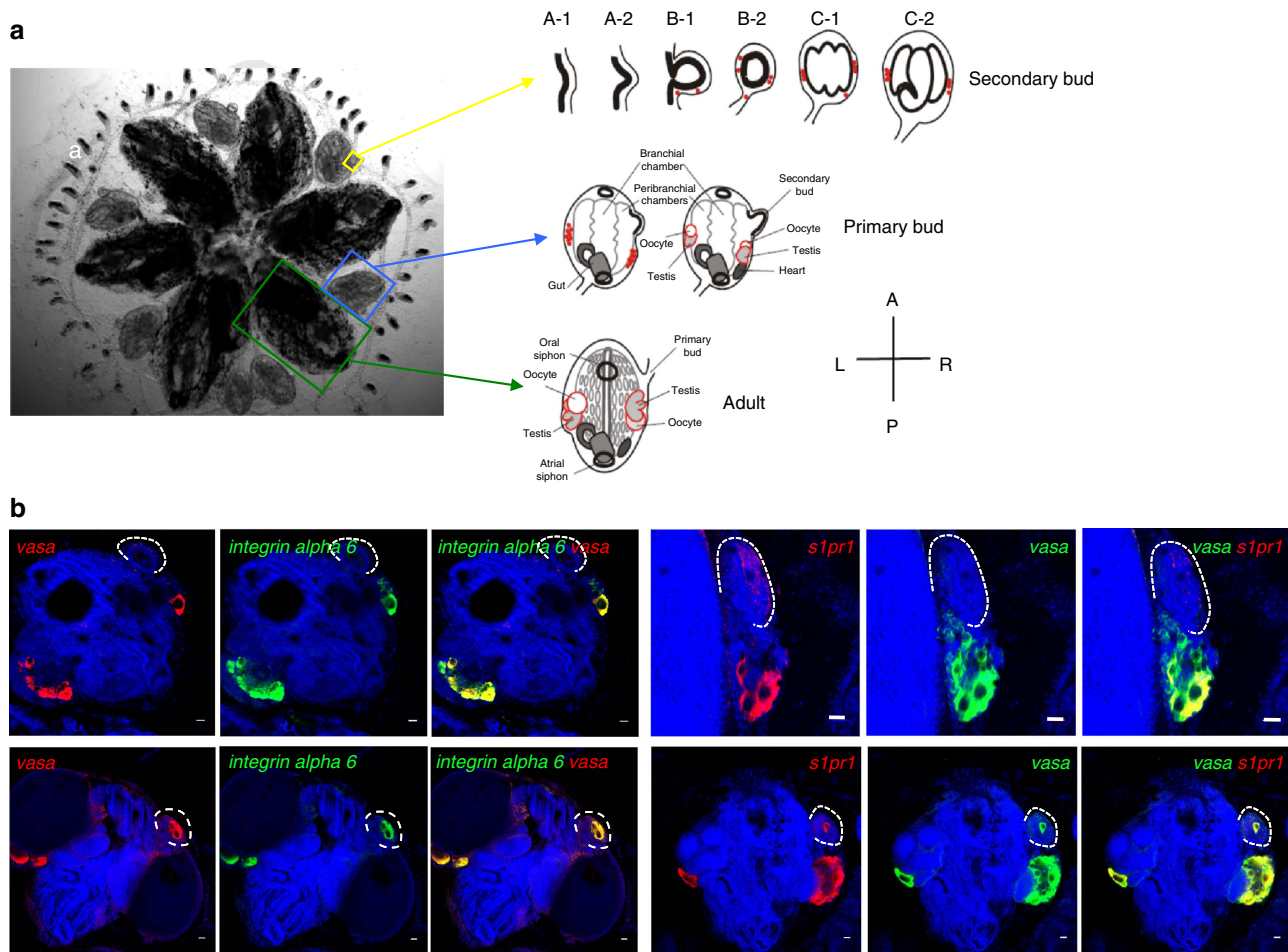 a
A-1 A-2 B-1 B-2 C-1 C-2
Secondary bud
a
Branchial
chamber
Peribranchial
chambers
Secondary
bud
Oocyte
Oocyte
Testis
Testis
Heart
Gut
Primary bud
Oral
siphon
Primary
bud
Oocyte
Testis
Testis
Oocyte
Atrial
siphon
Adult
A
L R
P
b
vasa
integrin alpha 6
integrin alpha 6 vasa
s1pr1
vasa
vasa s1pr1
vasa
integrin alpha 6
integrin alpha 6 vasa
s1pr1
vasa
vasa s1pr1